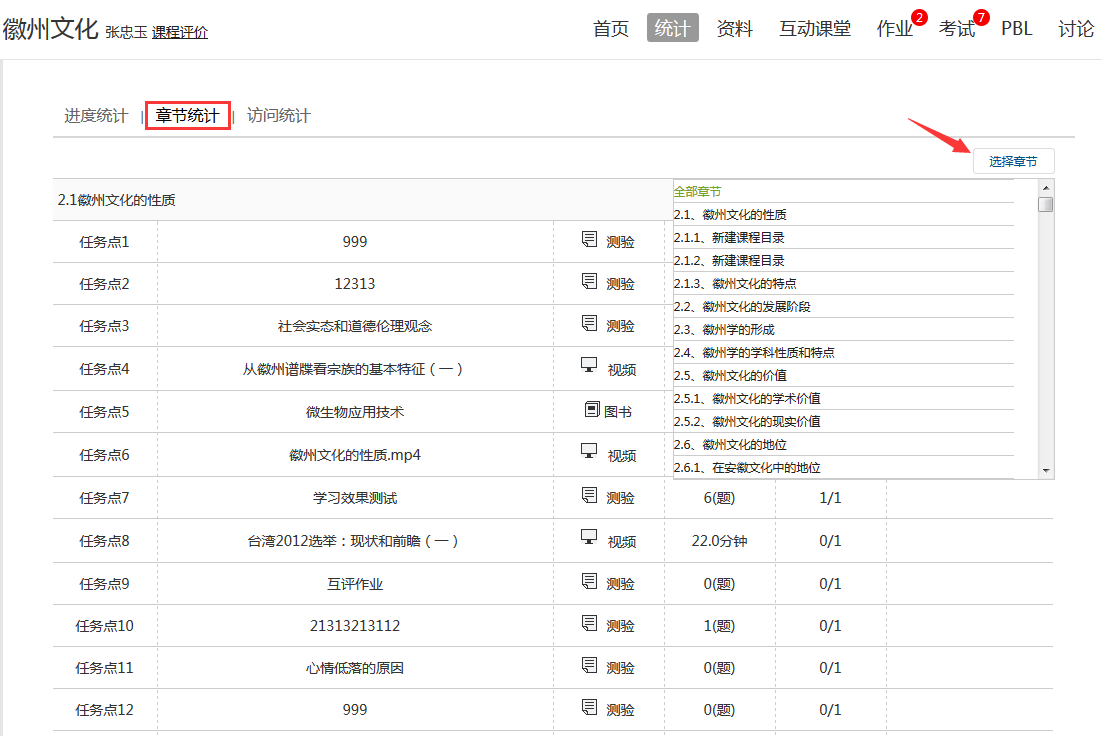 徽州文化 张忠玉 课程评价 首页 统计 资料 互动课堂 作业 2 考试 7 PBL 讨论
进度统计 | 章节统计 | 访问统计
选择章节
2.1徽州文化的性质
任务点1 999 测验
任务点2 12313 测验
任务点3 社会实态和道德伦理观念 测验
任务点4 从徽州谱牒看宗族的基本特征（一） 视频
任务点5 微生物应用技术 图书
任务点6 徽州文化的性质.mp4 视频
任务点7 学习效果测试 测验 6(题) 1/1
任务点8 台湾2012选举：现状和前瞻（一） 视频 22.0分钟 0/1
任务点9 互评作业 测验 0(题) 0/1
任务点10 21313213112 测验 1(题) 0/1
任务点11 心情低落的原因 测验 0(题) 0/1
任务点12 999 测验 0(题) 0/1
全部章节
2.1、徽州文化的性质
2.1.1、新建课程目录
2.1.2、新建课程目录
2.1.3、徽州文化的特点
2.2、徽州文化的发展阶段
2.3、徽州学的形成
2.4、徽州学的学科性质和特点
2.5、徽州文化的价值
2.5.1、徽州文化的学术价值
2.5.2、徽州文化的现实价值
2.6、徽州文化的地位
2.6.1、在安徽文化中的地位